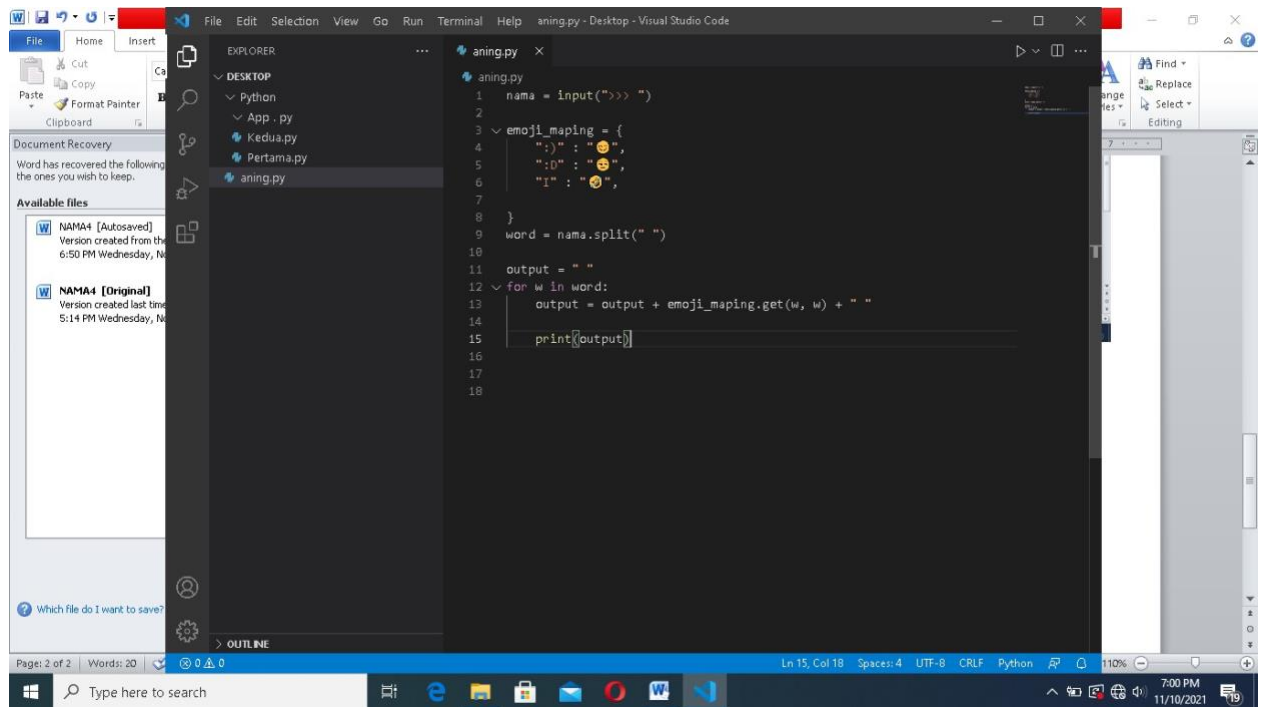 File Edit Selection View Go Run Terminal Help aning.py - Desktop - Visual Studio Code
File Home Insert
Cut
Copy
Format Painter
Paste
Clipboard
Find
Replace
Select
Editing
Document Recovery
Word has recovered the following
the ones you wish to keep.
Available files
NAMA4 [Autosaved]
Version created from the
6:50 PM Wednesday,
NAMA4 [Original]
Version created last time
5:14 PM Wednesday,
Which file do I want to save?
EXPLORER
DESKTOP
Python
App . py
Kedua.py
Pertama.py
aning.py
OUTLINE
aning.py
aning.py
1 nama = input(">>> ")
2
3 emoji_maping = {
4 ":)" : "😊",
5 ":D" : "😏",
6 "I" : "🤣",
7
8 }
9 word = nama.split(" ")
10
11 output = " "
12 for w in word:
13 output = output + emoji_maping.get(w, w) + " "
14
15 print(output)
16
17
18
Page: 2 of 2 Words: 20
0 0
Ln 15, Col 18 Spaces: 4 UTF-8 CRLF Python
110%
Type here to search
7:00 PM
11/10/2021
19